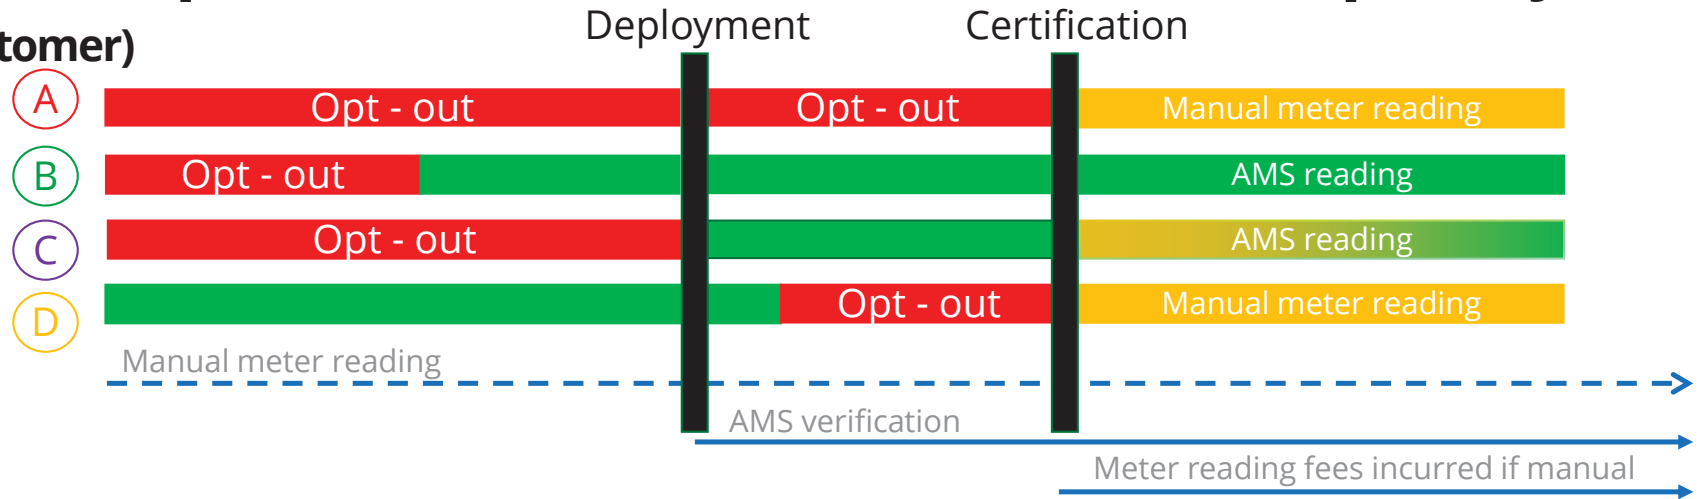 Deployment Certification
tomer)
A Opt - out Opt - out Manual meter reading
B Opt - out AMS reading
C Opt - out AMS reading
D Opt - out Manual meter reading
Manual meter reading
AMS verification
Meter reading fees incurred if manual